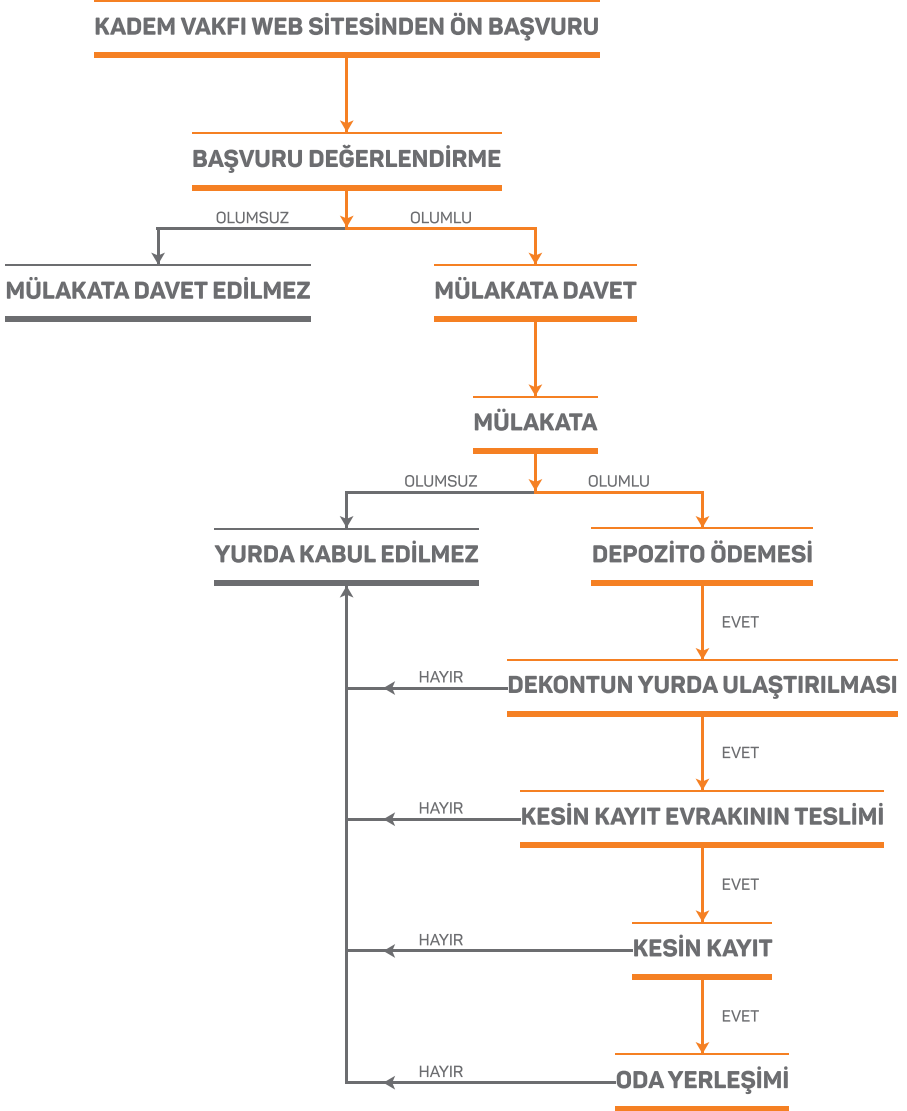 KADEM VAKFI WEB SİTESİNDEN ÖN BAŞVURU
BAŞVURU DEĞERLENDİRME
OLUMSUZ
OLUMLU
MÜLAKATA DAVET EDİLMEZ
MÜLAKATA DAVET
MÜLAKATA
OLUMSUZ
OLUMLU
YURDA KABUL EDİLMEZ
DEPOZİTO ÖDEMESİ
EVET
HAYIR
DEKONTUN YURDA ULAŞTIRILMASI
EVET
HAYIR
KESİN KAYIT EVRAKININ TESLİMİ
EVET
HAYIR
KESİN KAYIT
EVET
HAYIR
ODA YERLEŞİMİ